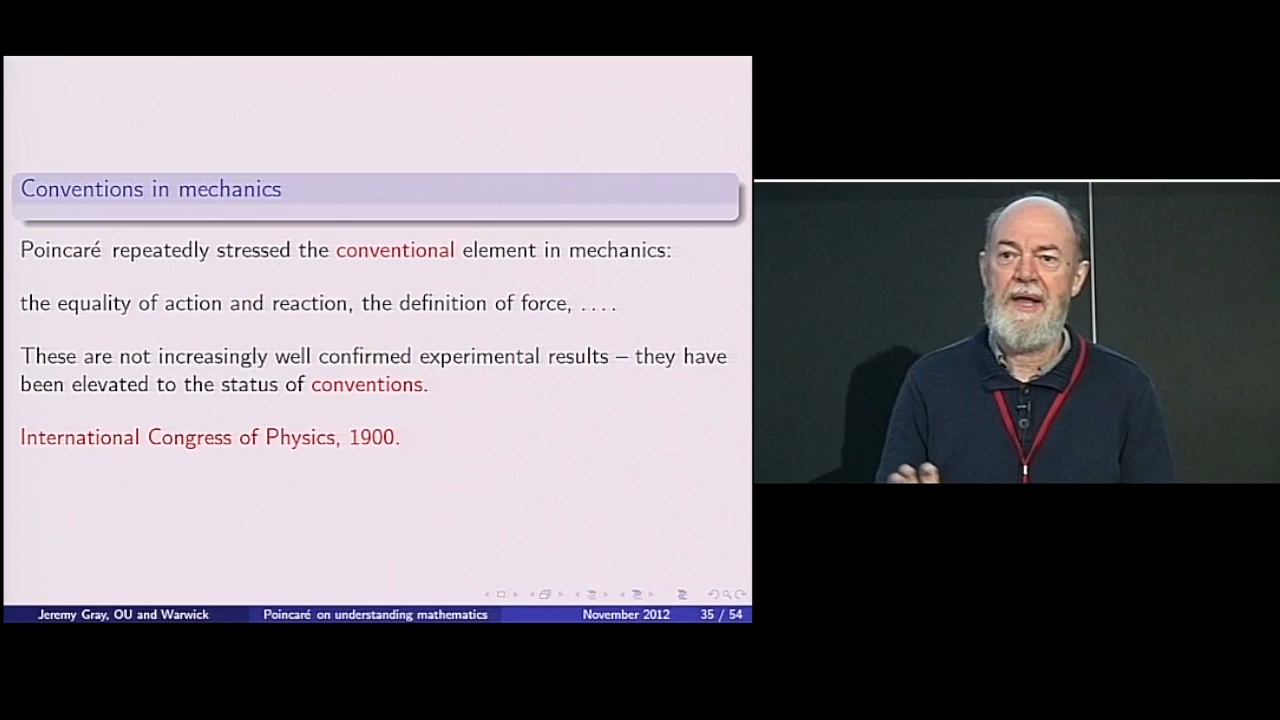 Conventions in mechanics
Poincaré repeatedly stressed the conventional element in mechanics:
the equality of action and reaction, the definition of force, . . . .
These are not increasingly well confirmed experimental results – they have
been elevated to the status of conventions.
International Congress of Physics, 1900.
Jeremy Gray, OU and Warwick Poincaré on understanding mathematics November 2012 35 / 54